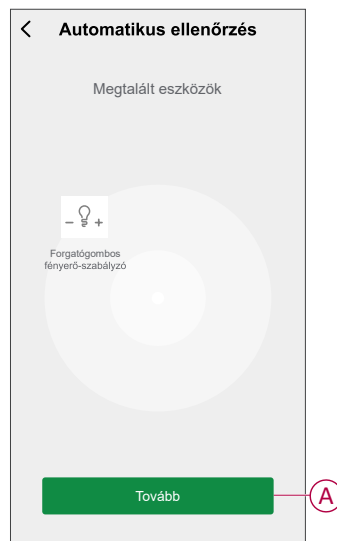 Automatikus ellenőrzés
Megtalált eszközök
Forgatógombos
fényerő-szabályzó
Tovább
A